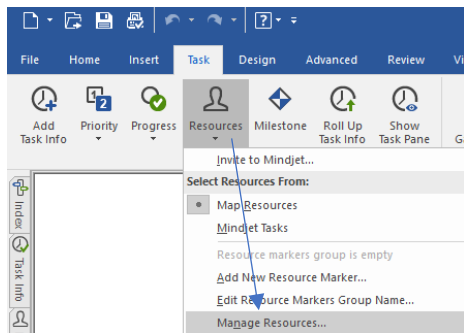 File Home Insert Task Design Advanced Review Vi
Add Task Info
Priority
Progress
Resources
Milestone
Roll Up Task Info
Show Task Pane
G
Invite to Mindjet...
Select Resources From:
Map Resources
Mindjet Tasks
Resource markers group is empty
Add New Resource Marker...
Edit Resource Markers Group Name...
Manage Resources...
Index
Task Info